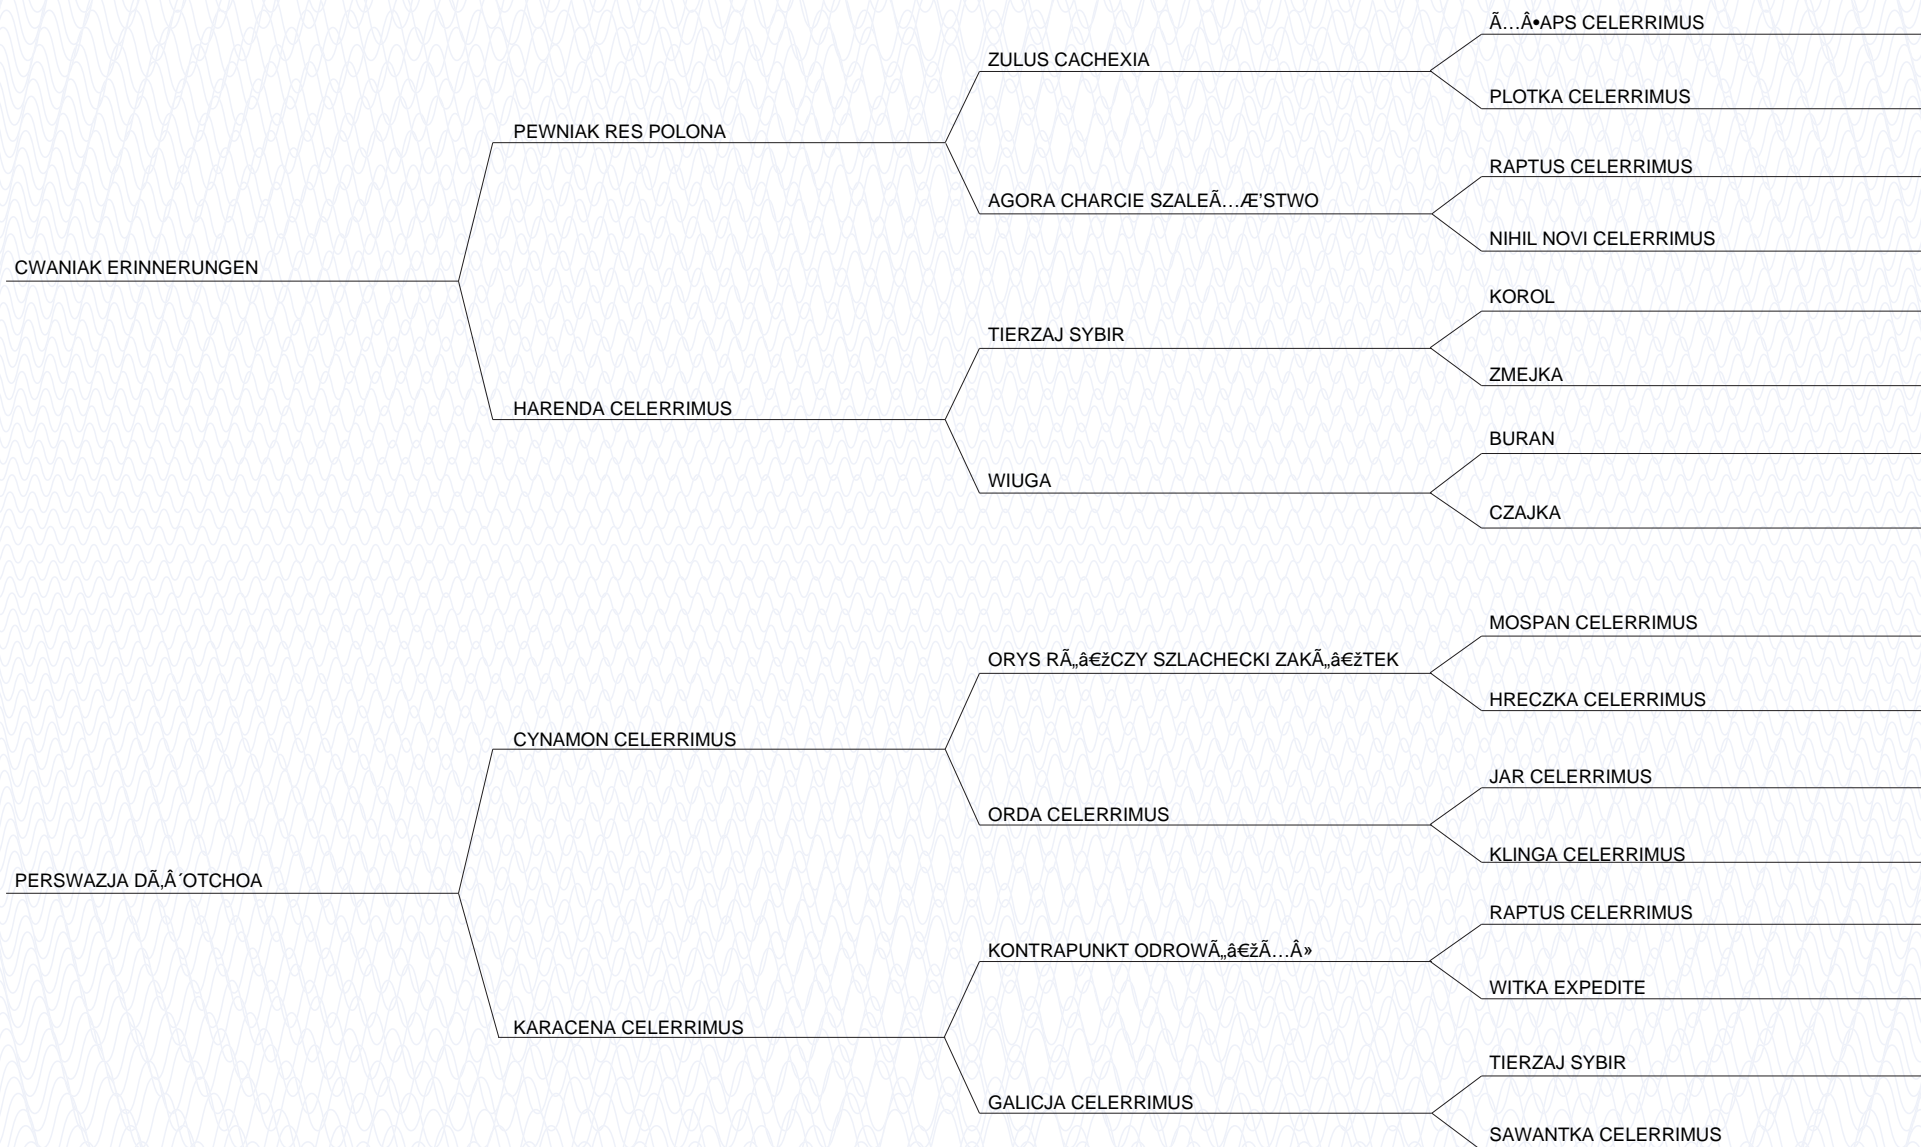 Ã…Â•APS CELERRIMUS
ZULUS CACHEXIA
PLOTKA CELERRIMUS
PEWNIAK RES POLONA
RAPTUS CELERRIMUS
AGORA CHARCIE SZALEÃ…Æ'STWO
NIHIL NOVI CELERRIMUS
CWANIAK ERINNERUNGEN
KOROL
TIERZAJ SYBIR
ZMEJKA
HARENDA CELERRIMUS
BURAN
WIUGA
CZAJKA
MOSPAN CELERRIMUS
ORYS RÃ„â€žCZY SZLACHECKI ZAKÃ„â€žTEK
HRECZKA CELERRIMUS
CYNAMON CELERRIMUS
JAR CELERRIMUS
ORDA CELERRIMUS
KLINGA CELERRIMUS
PERSWAZJA DÃ‚Â´OTCHOA
RAPTUS CELERRIMUS
KONTRAPUNKT ODROWÃ„â€žÃ…Â»
WITKA EXPEDITE
KARACENA CELERRIMUS
TIERZAJ SYBIR
GALICJA CELERRIMUS
SAWANTKA CELERRIMUS